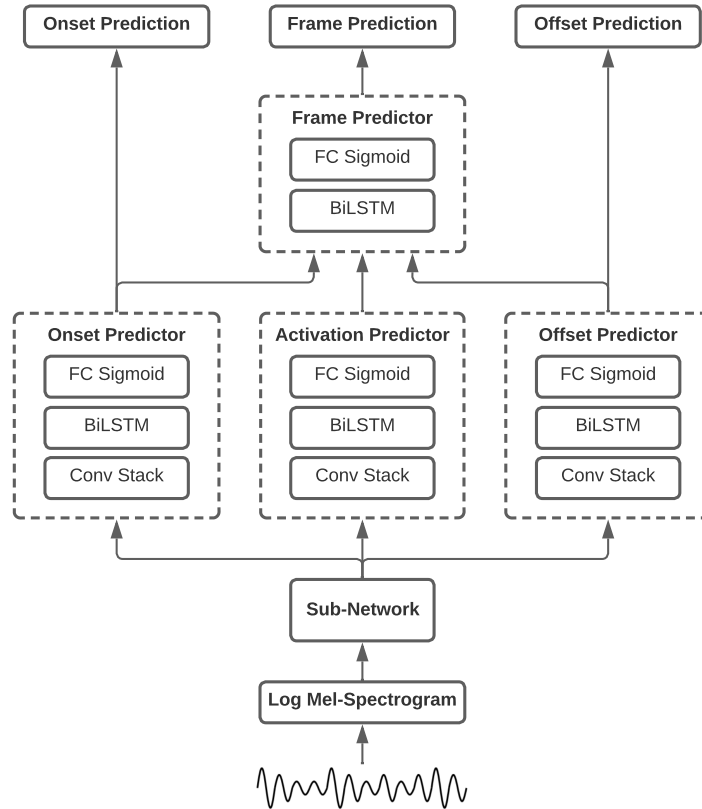 Onset Prediction
Frame Prediction
Offset Prediction
Frame Predictor
FC Sigmoid
BiLSTM
Onset Predictor
FC Sigmoid
BiLSTM
Conv Stack
Activation Predictor
FC Sigmoid
BiLSTM
Conv Stack
Offset Predictor
FC Sigmoid
BiLSTM
Conv Stack
Sub-Network
Log Mel-Spectrogram